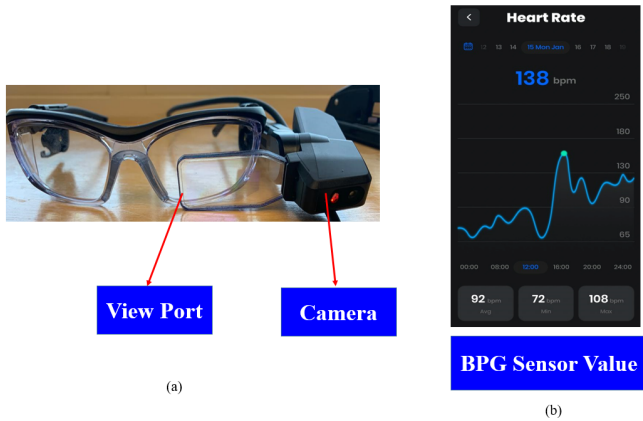 Heart Rate
12 13 14 15 Mon Jan 16 17 18 19
138 bpm
250
180
130
90
65
00:00 08:00 12:00 16:00 20:00 24:00
92 bpm 72 bpm 108 bpm
Avg Min Max
View Port
Camera
BPG Sensor Value
(a)
(b)